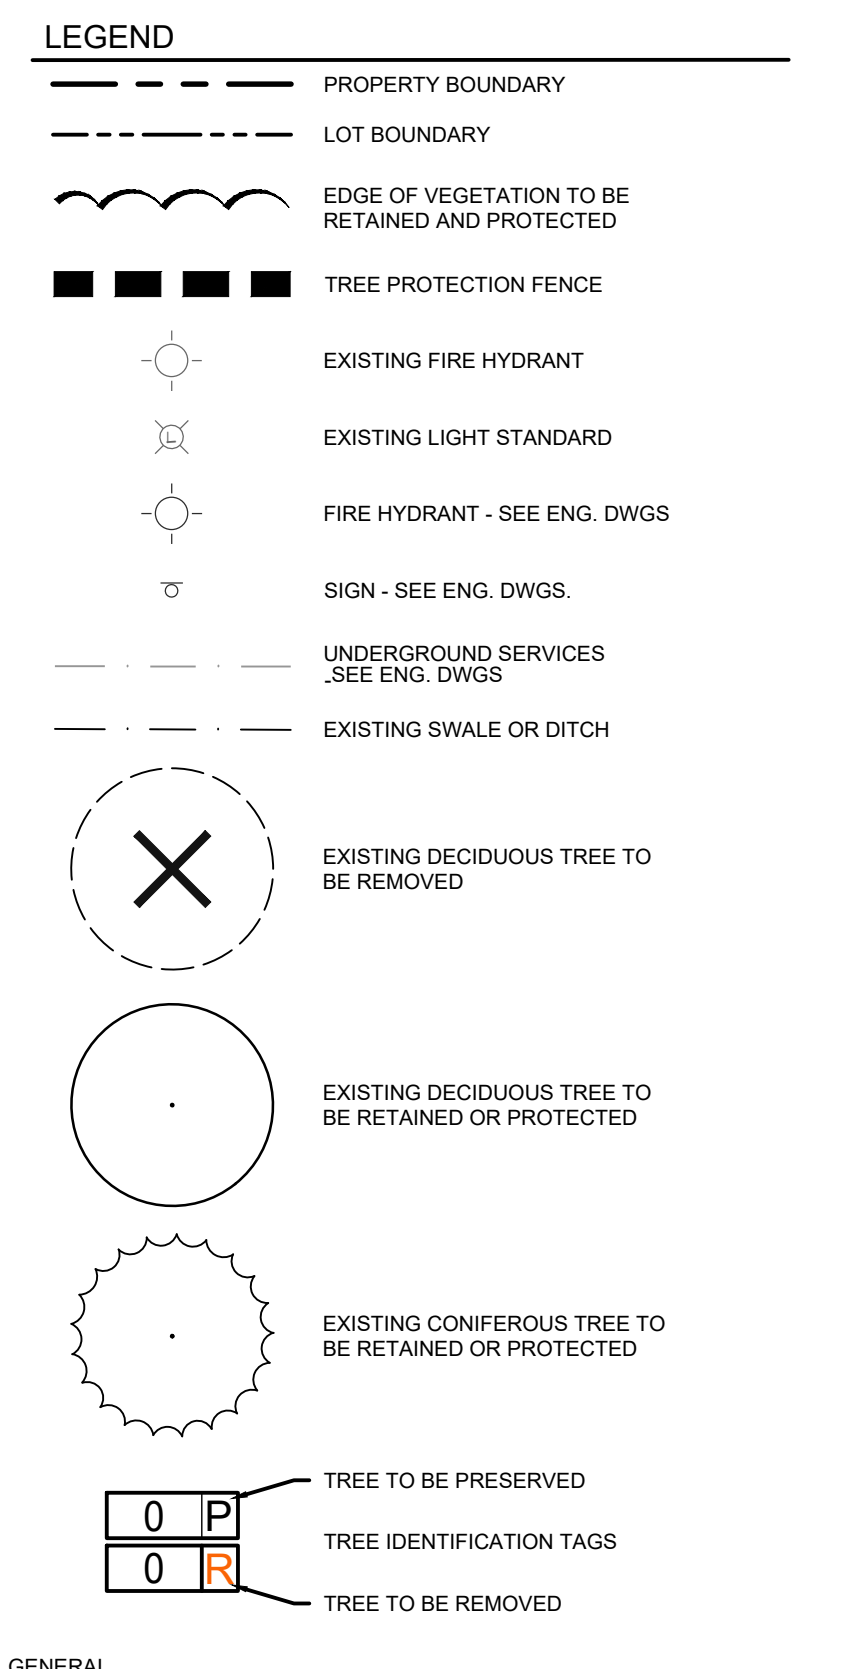 LEGEND
PROPERTY BOUNDARY
LOT BOUNDARY
EDGE OF VEGETATION TO BE
RETAINED AND PROTECTED
TREE PROTECTION FENCE
EXISTING FIRE HYDRANT
L
EXISTING LIGHT STANDARD
FIRE HYDRANT - SEE ENG. DWGS
SIGN - SEE ENG. DWGS.
UNDERGROUND SERVICES
-SEE ENG. DWGS
EXISTING SWALE OR DITCH
EXISTING DECIDUOUS TREE TO
BE REMOVED
EXISTING DECIDUOUS TREE TO
BE RETAINED OR PROTECTED
EXISTING CONIFEROUS TREE TO
BE RETAINED OR PROTECTED
TREE TO BE PRESERVED
0 P
TREE IDENTIFICATION TAGS
0 R
TREE TO BE REMOVED
GENERAL